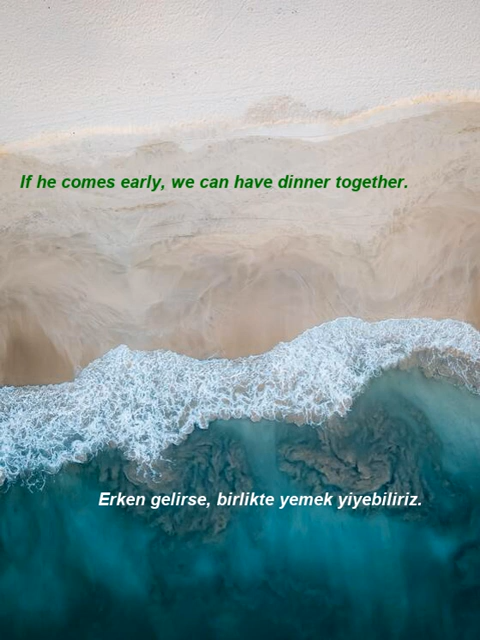 If he comes early, we can have dinner together.
Erken gelirse, birlikte yemek yiyebiliriz.